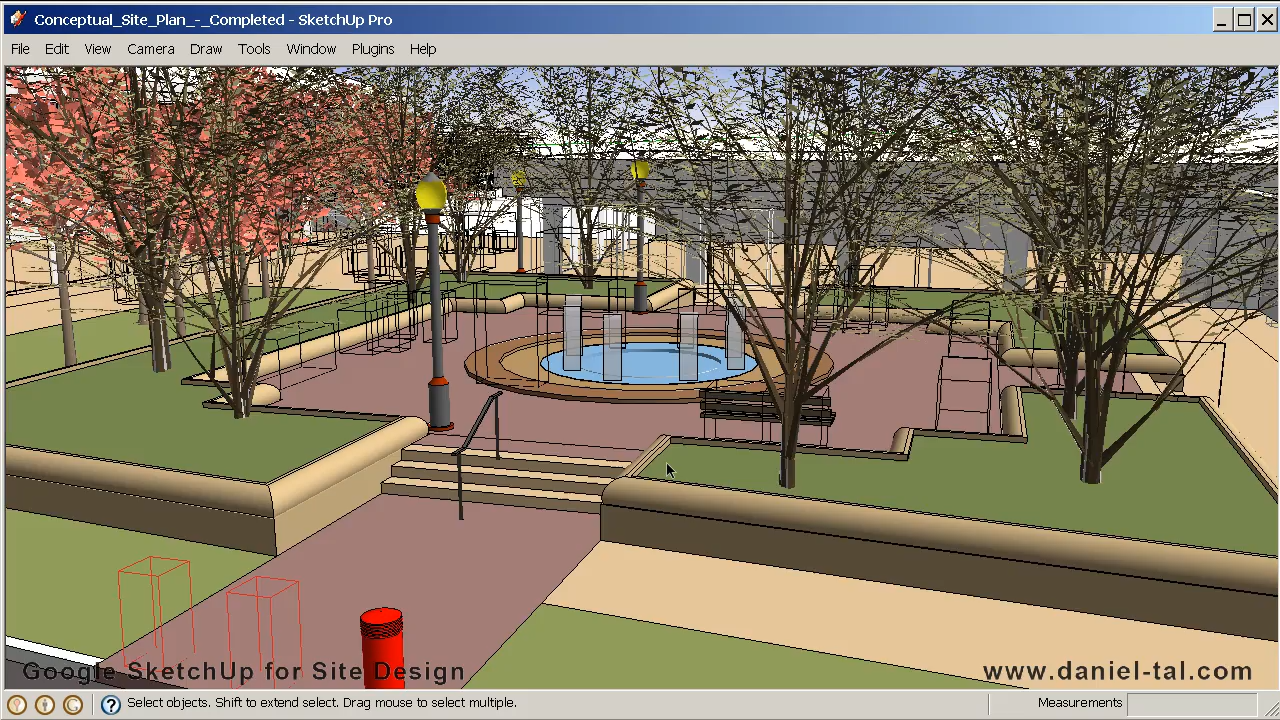 Conceptual_Site_Plan_-_Completed - SketchUp Pro
File Edit View Camera Draw Tools Window Plugins Help
Google SketchUp for Site Design
www.daniel-tal.com
Select objects. Shift to extend select. Drag mouse to select multiple.
Measurements